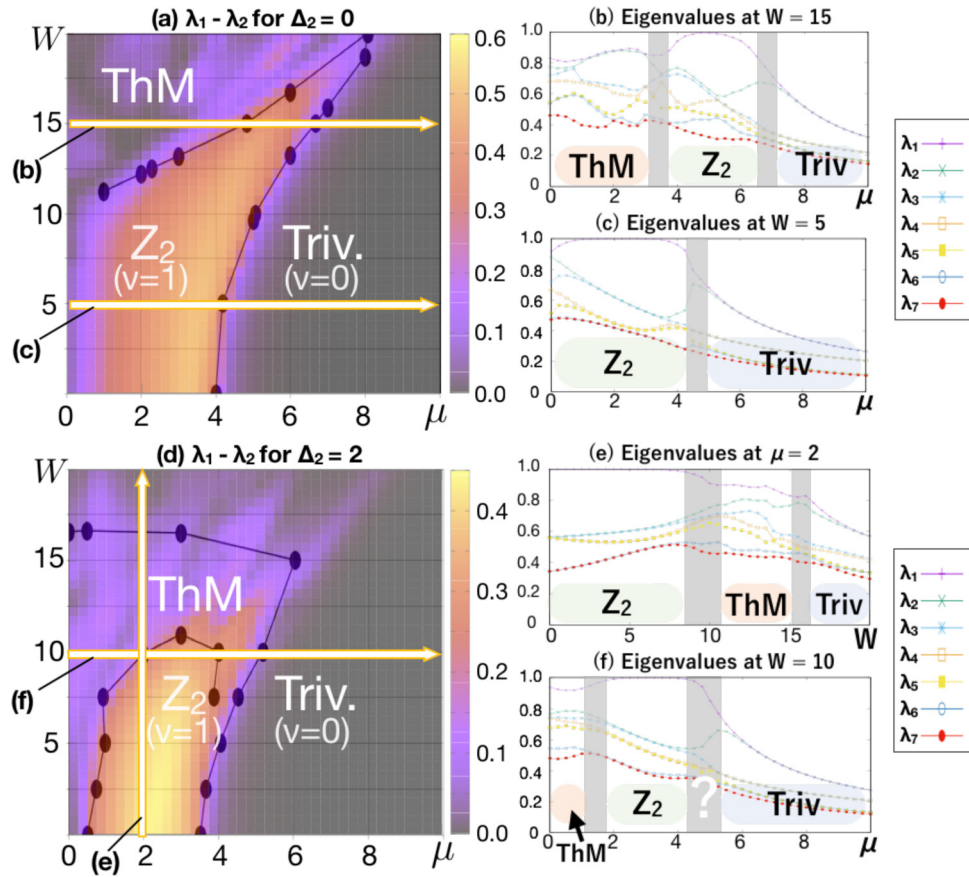 (a) λ₁ - λ₂ for Δ₂ = 0
W
ThM
15
(b)
10
Z₂
(ν=1)
Triv.
(ν=0)
5
(c)
0 2 4 6 8 μ
0.6
0.5
0.4
0.3
0.2
0.1
0.0
(b) Eigenvalues at W = 15
1.0
0.8
0.6
0.4
0.2
0
ThM Z₂ Triv
0 2 4 6 8 μ
(c) Eigenvalues at W = 5
1.0
0.8
0.6
0.4
0.2
0
Z₂ Triv
0 2 4 6 8 μ
λ₁
λ₂
λ₃
λ₄
λ₅
λ₆
λ₇
(d) λ₁ - λ₂ for Δ₂ = 2
W
15
ThM
10
(f)
Z₂
(ν=1)
Triv.
(ν=0)
5
(e)
0 2 4 6 8 μ
0.4
0.3
0.2
0.1
0.0
(e) Eigenvalues at μ = 2
1.0
0.8
0.6
0.4
0.2
0
Z₂ ThM Triv
0 5 10 15 W
(f) Eigenvalues at W = 10
1.0
0.8
0.6
0.4
0.2
0
Z₂ ? Triv
0 2 4 6 8 μ
ThM
λ₁
λ₂
λ₃
λ₄
λ₅
λ₆
λ₇